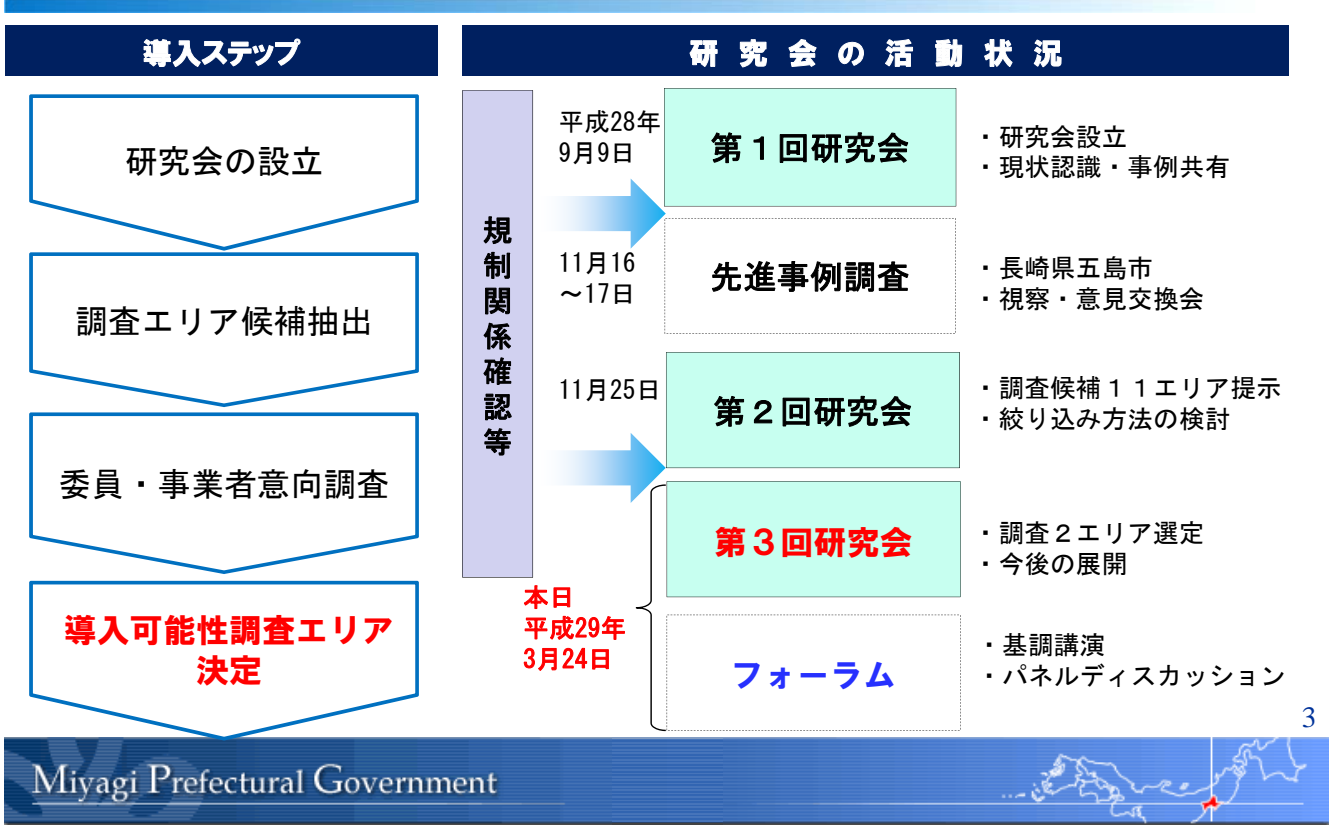 導入ステップ
研究会の設立
調査エリア候補抽出
委員・事業者意向調査
導入可能性調査エリア
決定
研究会の活動状況
規制関係確認等
平成28年
9月9日
第１回研究会
・研究会設立
・現状認識・事例共有
11月16
～17日
先進事例調査
・長崎県五島市
・視察・意見交換会
11月25日
第２回研究会
・調査候補１１エリア提示
・絞り込み方法の検討
本日
平成29年
3月24日
第３回研究会
・調査２エリア選定
・今後の展開
フォーラム
・基調講演
・パネルディスカッション
3
Miyagi Prefectural Government